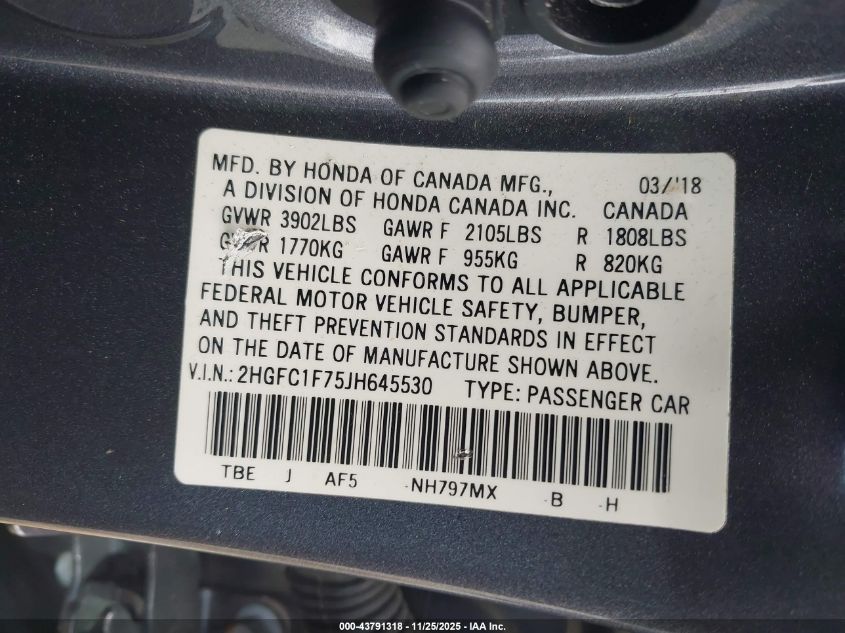 MFD. BY HONDA OF CANADA MFG., 03/'18
A DIVISION OF HONDA CANADA INC. CANADA
GVWR 3902LBS GAWR F 2105LBS R 1808LBS
GVWR 1770KG GAWR F 955KG R 820KG
THIS VEHICLE CONFORMS TO ALL APPLICABLE
FEDERAL MOTOR VEHICLE SAFETY, BUMPER,
AND THEFT PREVENTION STANDARDS IN EFFECT
ON THE DATE OF MANUFACTURE SHOWN ABOVE.
V.I.N.: 2HGFC1F75JH645530 TYPE: PASSENGER CAR
TBE J AF5 -NH797MX -B -H
000-43791318 - 11/25/2025 - IAA Inc.